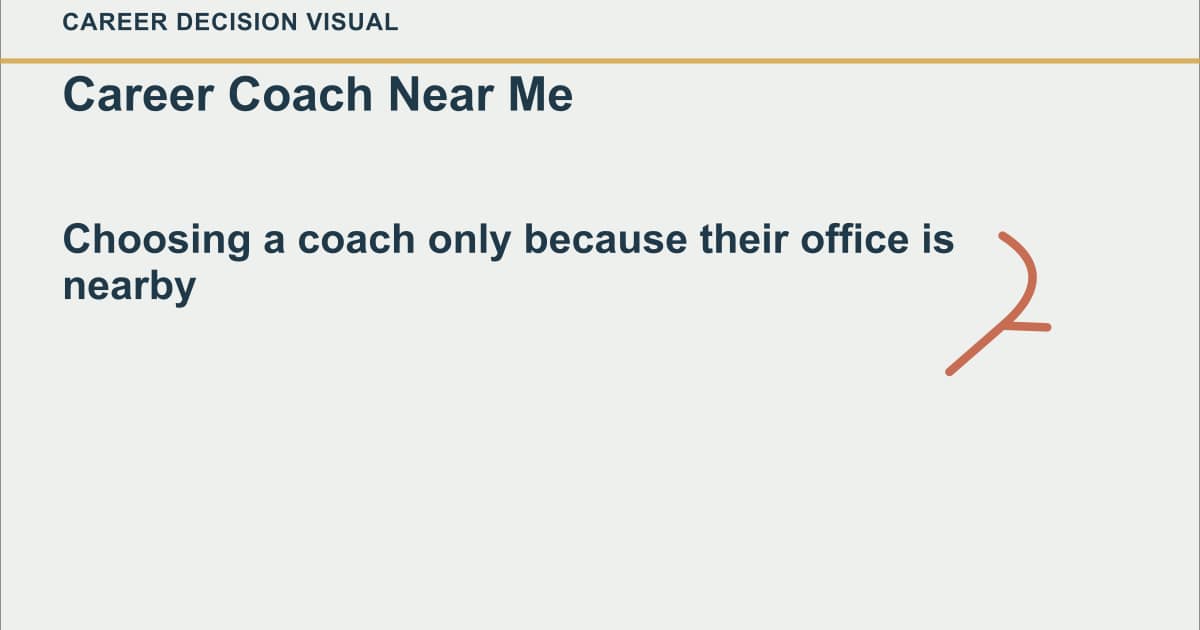 CAREER DECISION VISUAL
Career Coach Near Me
Choosing a coach only because their office is
nearby